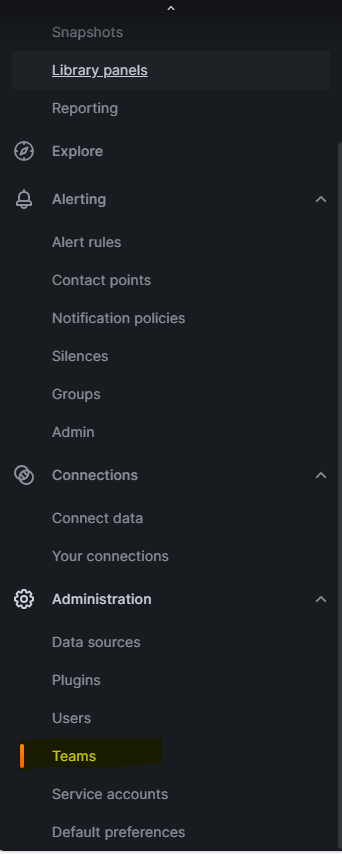 Snapshots
Library panels
Reporting
Explore
Alerting
Alert rules
Contact points
Notification policies
Silences
Groups
Admin
Connections
Connect data
Your connections
Administration
Data sources
Plugins
Users
Teams
Service accounts
Default preferences